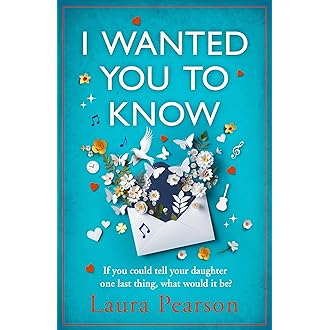 I WANTED
YOU TO
KNOW
If you could tell your daughter
one last thing, what would it be?
Laura Pearson